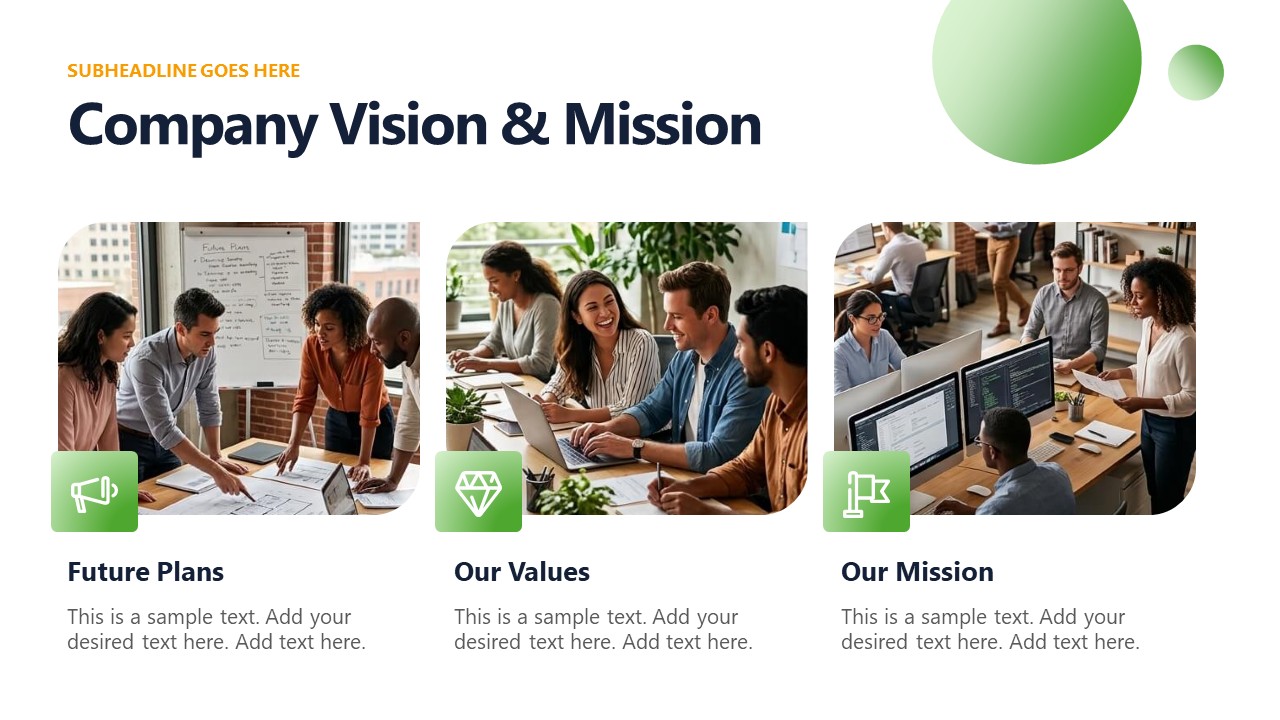 SUBHEADLINE GOES HERE
Company Vision & Mission
Future Plans
Future Plans
This is a sample text. Add your
desired text here. Add text here.
Our Values
This is a sample text. Add your
desired text here. Add text here.
Our Mission
This is a sample text. Add your
desired text here. Add text here.